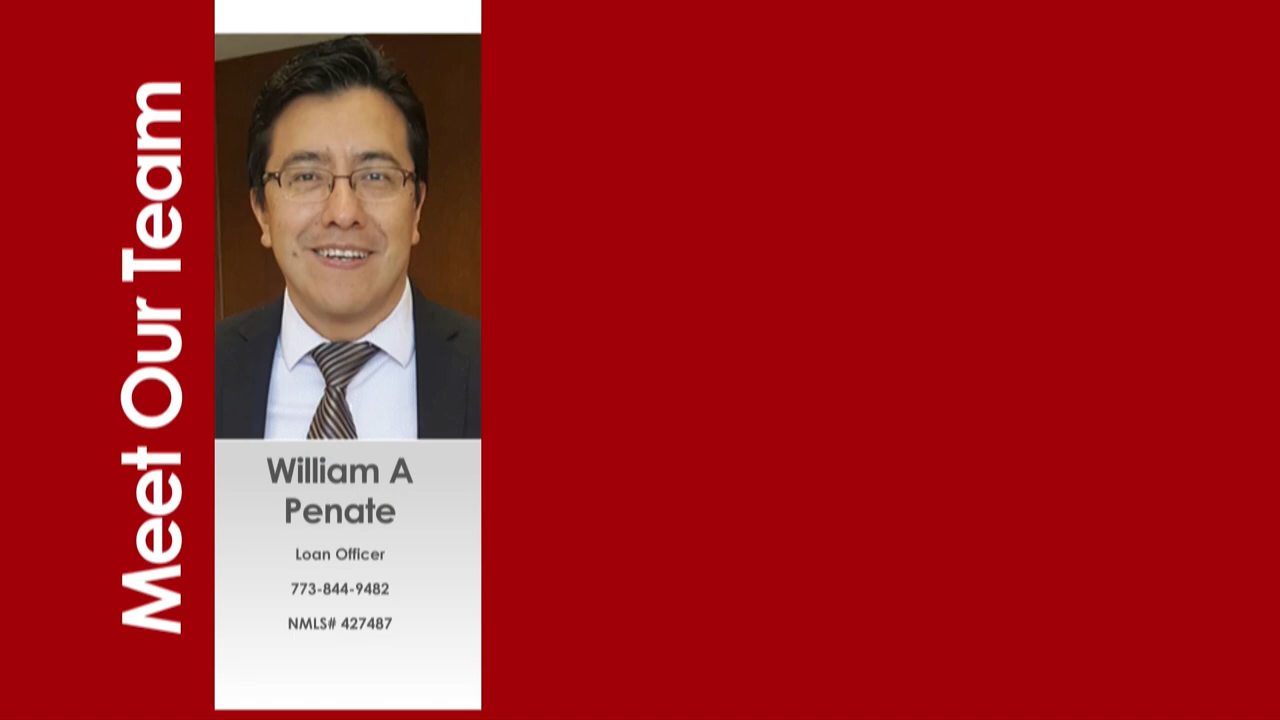 Meet Our Team
William A
Penate
Loan Officer
773-844-9482
NMLS# 427487